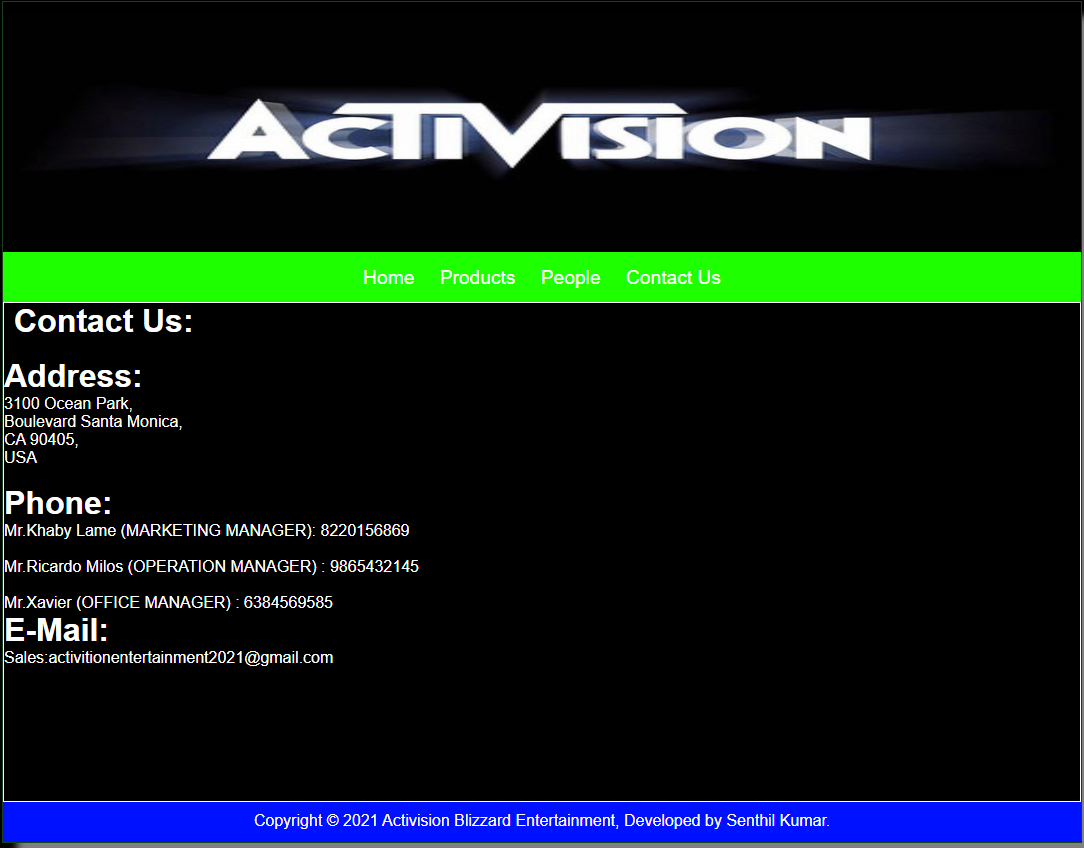 ACTIVISION
Home Products People Contact Us
Contact Us:
Address:
3100 Ocean Park,
Boulevard Santa Monica,
CA 90405,
USA
Phone:
Mr.Khaby Lame (MARKETING MANAGER): 8220156869
Mr.Ricardo Milos (OPERATION MANAGER) : 9865432145
Mr.Xavier (OFFICE MANAGER) : 6384569585
E-Mail:
Sales:activitionentertainment2021@gmail.com
Copyright © 2021 Activision Blizzard Entertainment, Developed by Senthil Kumar.